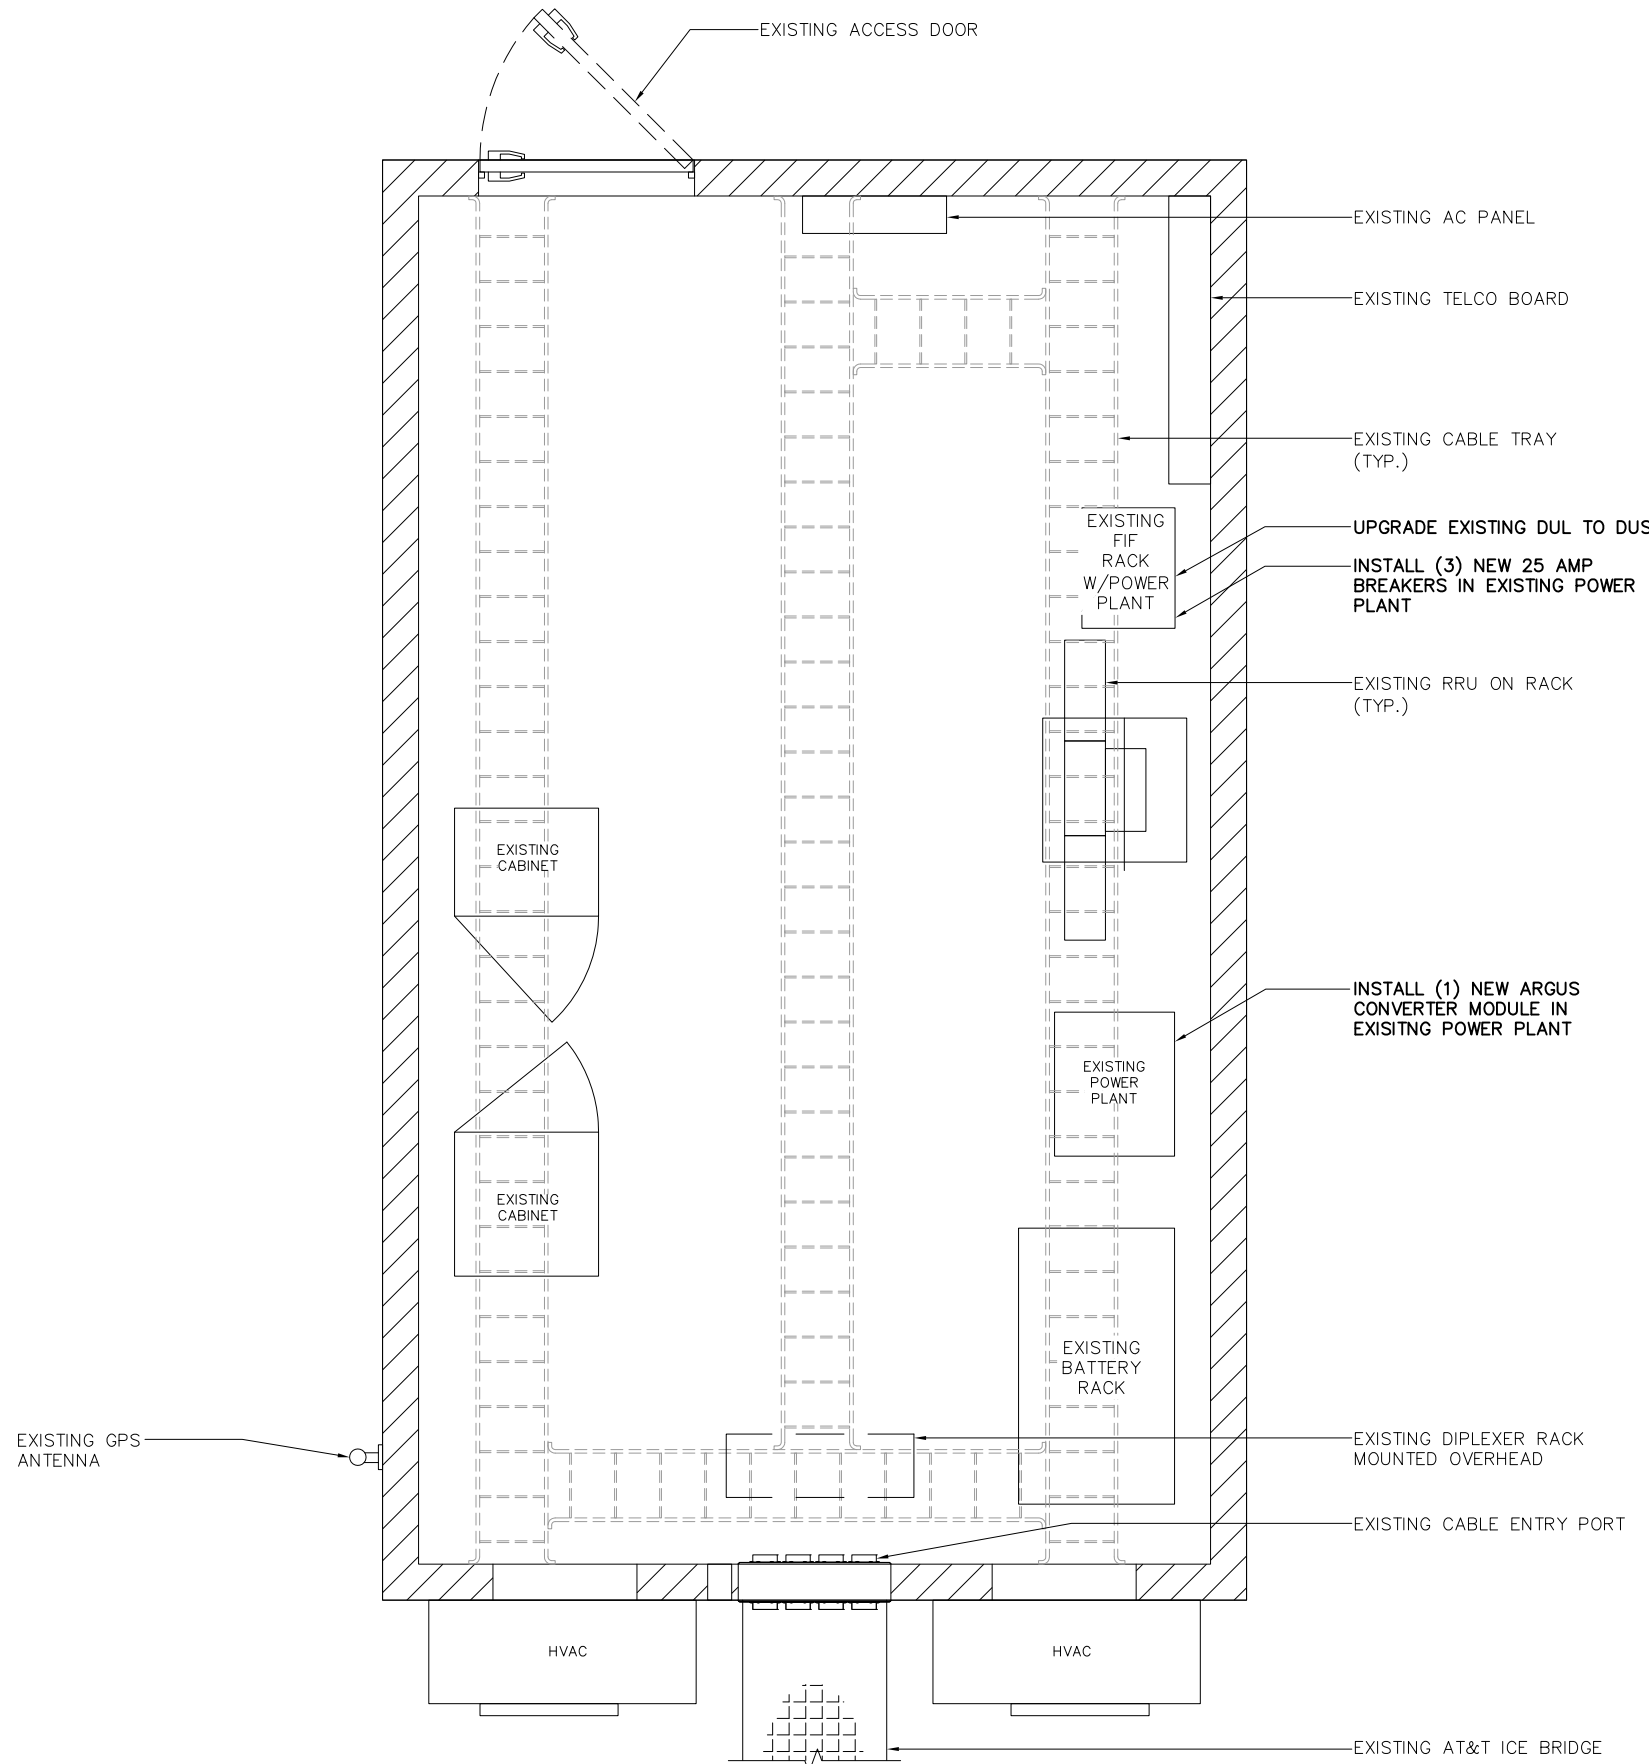 EXISTING ACCESS DOOR
EXISTING AC PANEL
EXISTING TELCO BOARD
EXISTING CABLE TRAY
(TYP.)
EXISTING
FIF
RACK
W/POWER
PLANT
UPGRADE EXISTING DUL TO DUS
INSTALL (3) NEW 25 AMP
BREAKERS IN EXISTING POWER
PLANT
EXISTING RRU ON RACK
(TYP.)
EXISTING
CABINET
INSTALL (1) NEW ARGUS
CONVERTER MODULE IN
EXISITNG POWER PLANT
EXISTING
POWER
PLANT
EXISTING
CABINET
EXISTING
BATTERY
RACK
EXISTING GPS
ANTENNA
EXISTING DIPLEXER RACK
MOUNTED OVERHEAD
EXISTING CABLE ENTRY PORT
HVAC
HVAC
EXISTING AT&T ICE BRIDGE